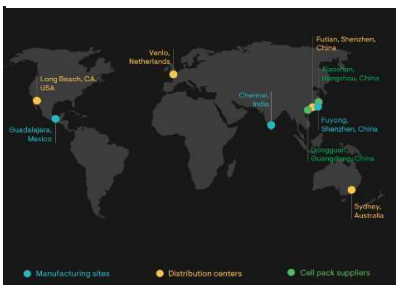 Futian, Shenzhen,
China
Venlo,
Netherlands
Xiaoshan,
Hangzhou, China
Long Beach, CA,
USA
Chennai,
India
Guadalajara,
Mexico
Fuyong,
Shenzhen, China
Dongguan,
Guangdong, China
Sydney,
Australia
Manufacturing sites
Distribution centers
Cell pack suppliers